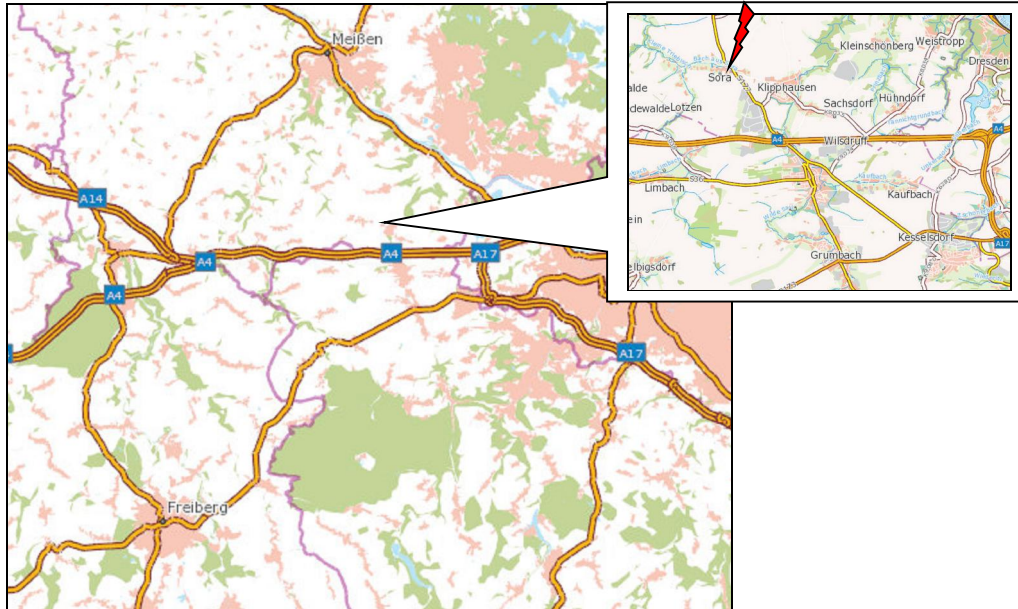 Meißen
A14
A4
A4
A17
A4
A17
Freiberg
Weistropp
Kleinschönberg
Dresden
Sora
Klipphausen
Hühndorf
Sachsdorf
Lotzen
A4
A4
Wilsdruff
S36
Limbach
Kaufbach
Kesselsdorf
A17
Grumbach